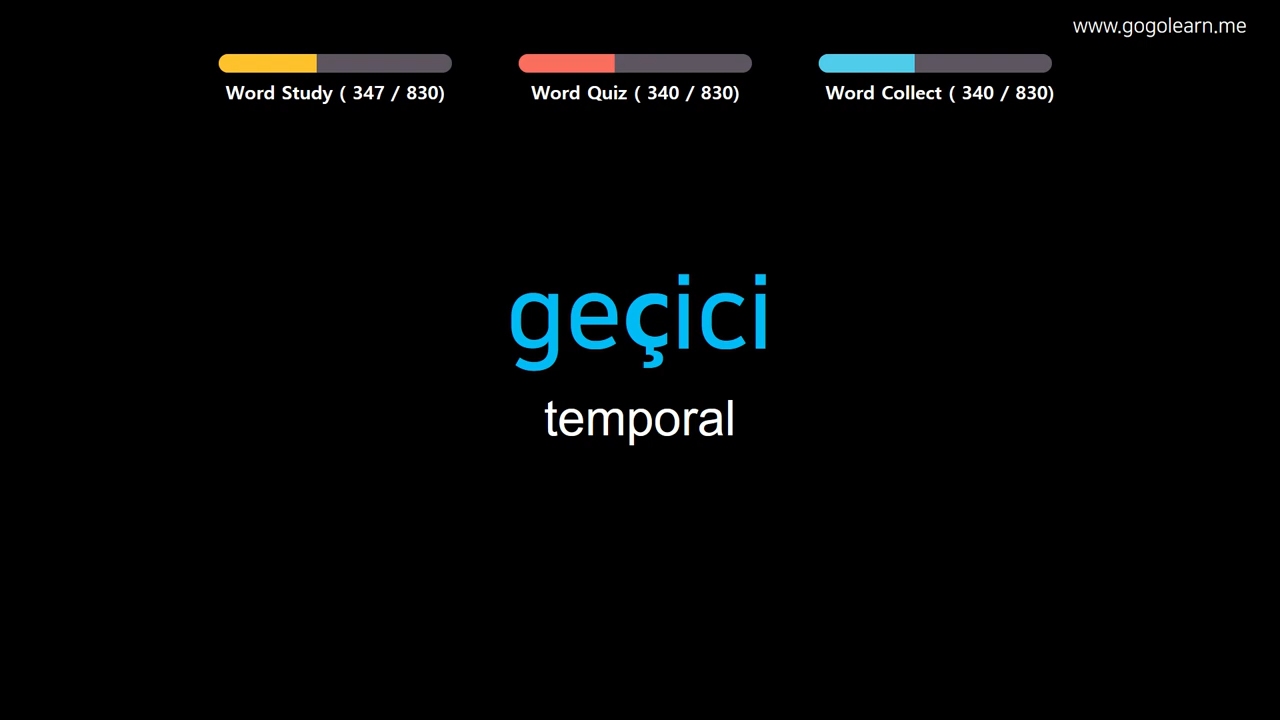 www.gogolearn.me
Word Study ( 347 / 830)
Word Quiz ( 340 / 830)
Word Collect ( 340 / 830)
geçici
temporal